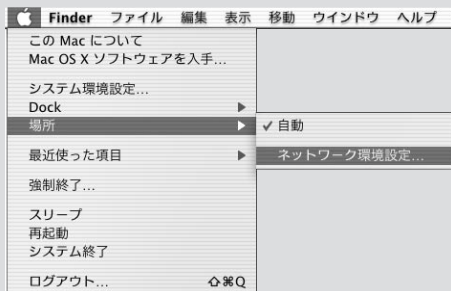 Finder ファイル 編集 表示 移動 ウインドウ ヘルプ
この Mac について
Mac OS X ソフトウェアを入手...
システム環境設定...
Dock ▶
場所 ▶
✓ 自動
ネットワーク環境設定...
最近使った項目 ▶
強制終了...
スリープ
再起動
システム終了
ログアウト... ⇧⌘Q